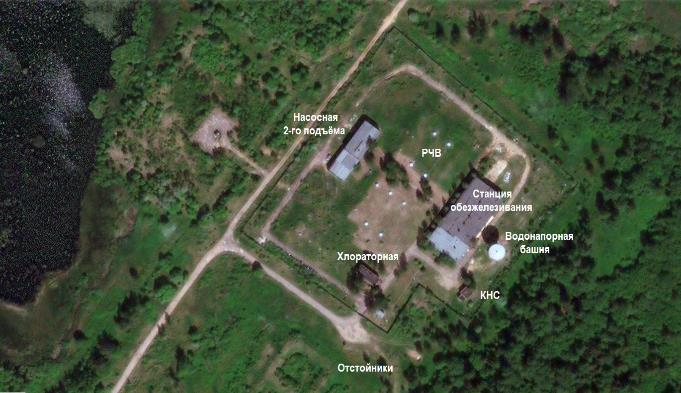 Насосная
2-го подъёма
РЧВ
Станция
обезжелезивания
Водонапорная
башня
Хлораторная
КНС
Отстойники